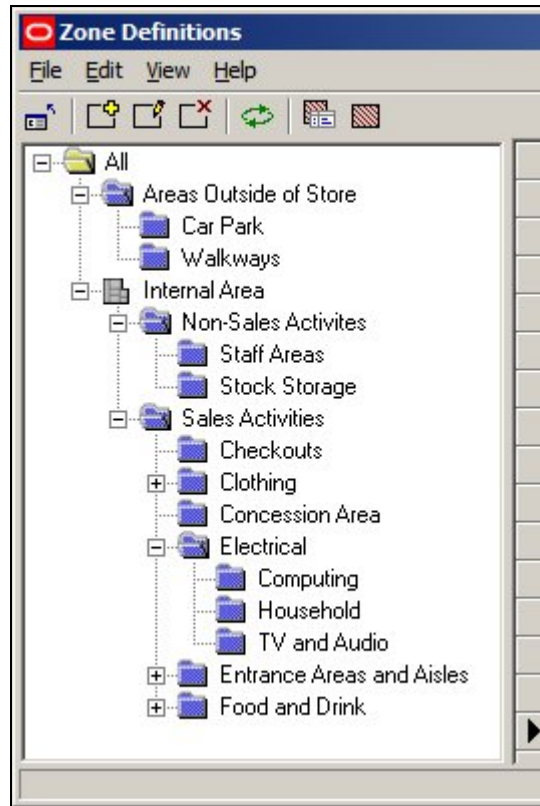 Zone Definitions
File Edit View Help
All
Areas Outside of Store
Car Park
Walkways
Internal Area
Non-Sales Activites
Staff Areas
Stock Storage
Sales Activities
Checkouts
Clothing
Concession Area
Electrical
Computing
Household
TV and Audio
Entrance Areas and Aisles
Food and Drink